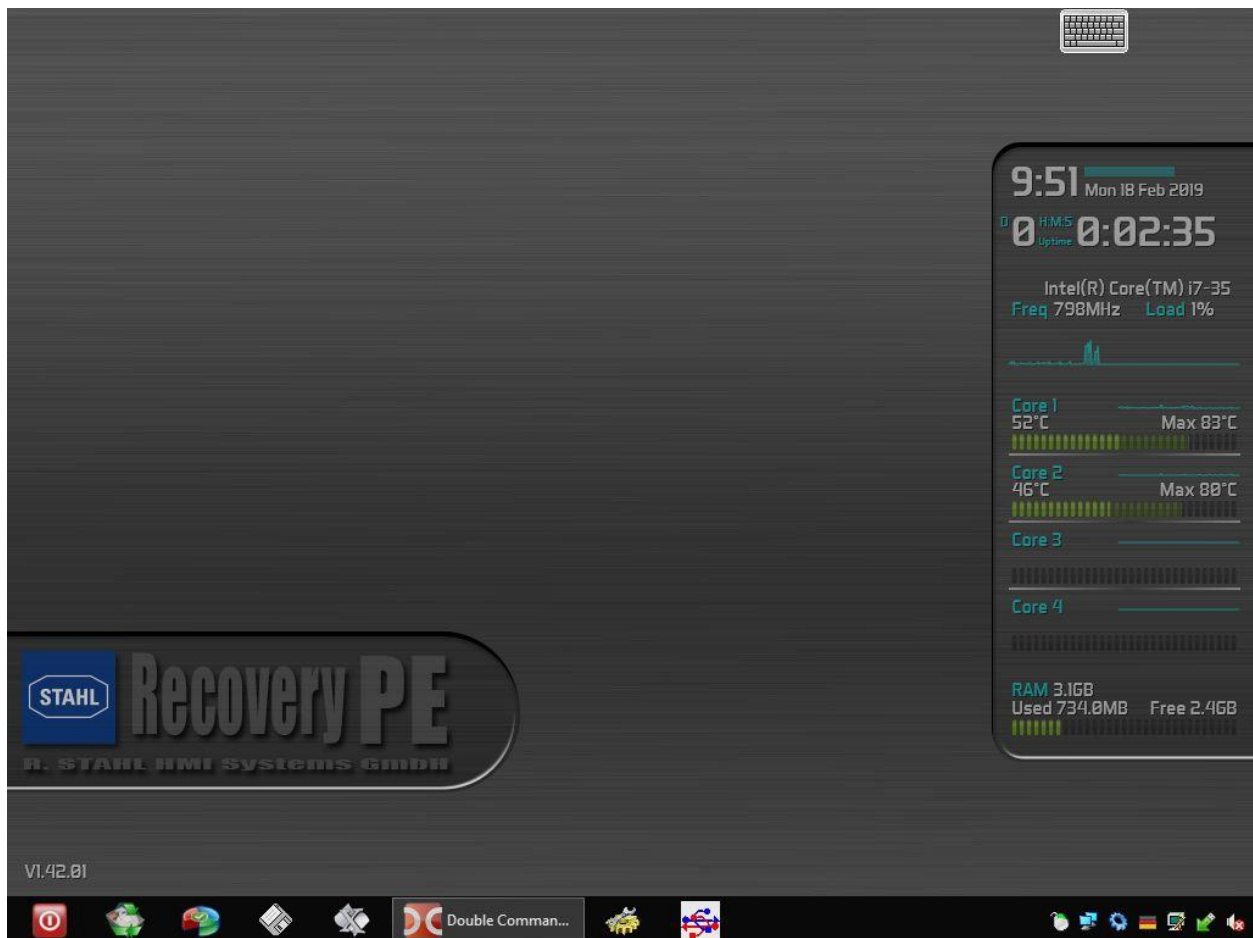 9:51 Mon 18 Feb 2019
D 0 H:M:S Uptime 0:02:35
Intel(R) Core(TM) i7-35
Freq 798MHz Load 1%
Core 1
52°C Max 83°C
Core 2
46°C Max 80°C
Core 3
Core 4
RAM 3.1GB
Used 734.0MB Free 2.4GB
STAHL Recovery PE
R. STAHL HMI Systems GmbH
V1.42.01
Double Comman...